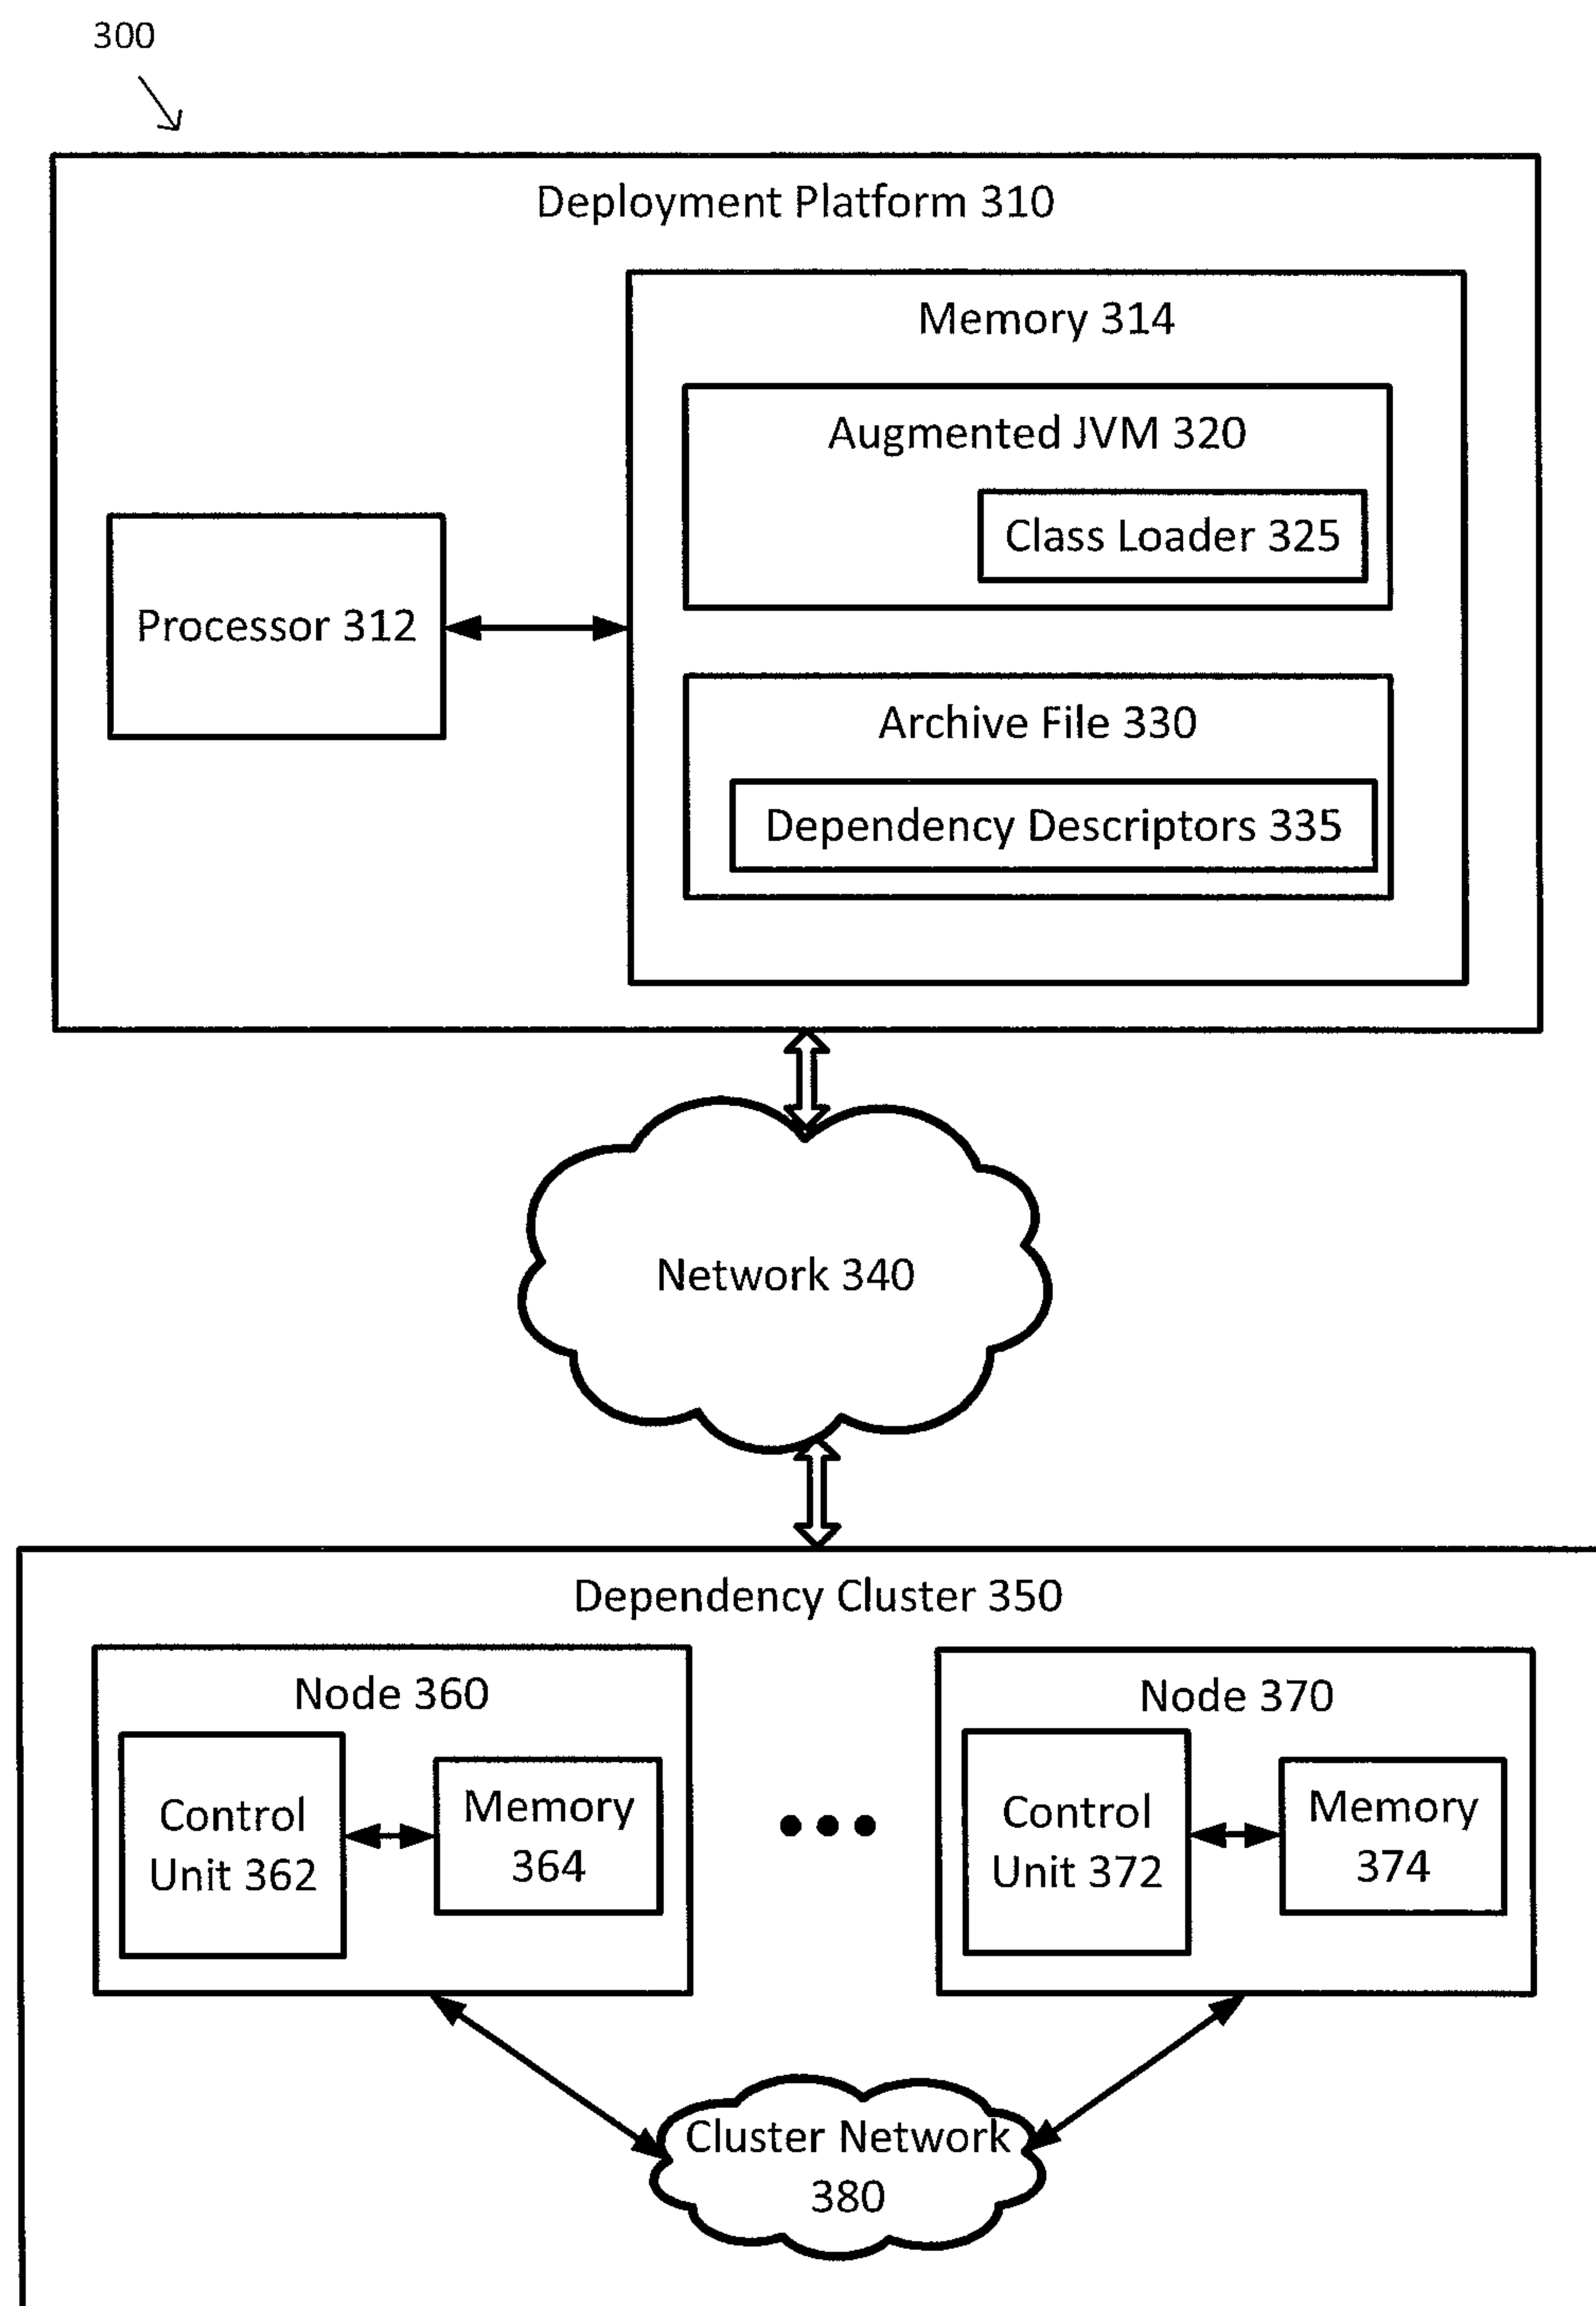 300
Deployment Platform 310
Memory 314
Augmented JVM 320
Class Loader 325
Processor 312
Archive File 330
Dependency Descriptors 335
Network 340
Dependency Cluster 350
Node 360
Control
Unit 362
Memory
364
Node 370
Control
Unit 372
Memory
374
Cluster Network
380